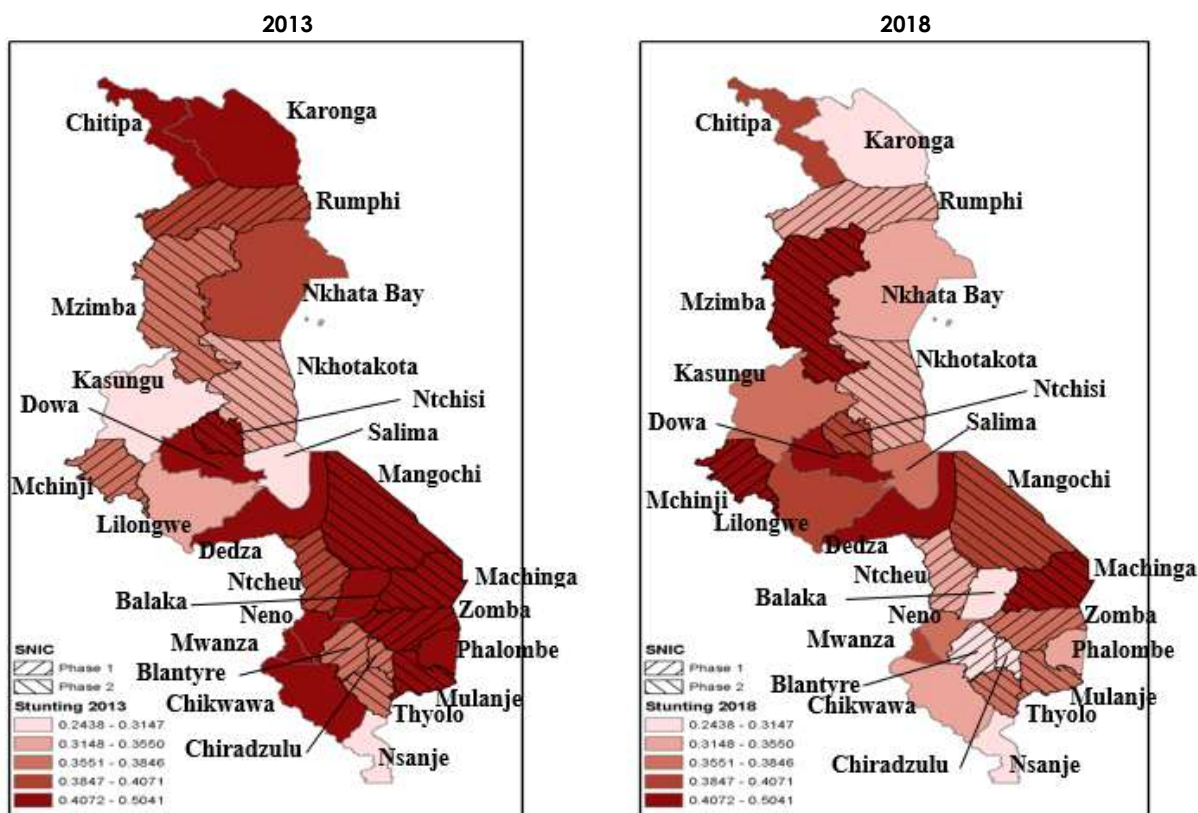 2013
Chitipa
Karonga
Rumphi
Mzimba
Nkhata Bay
Kasungu
Nkhotakota
Dowa
Ntchisi
Salima
Mchinji
Mangochi
Lilongwe
Dedza
Ntcheu
Machinga
Balaka
Neno
Zomba
Mwanza
Phalombe
Blantyre
Chikwawa
Mulanje
Thyolo
Chiradzulu
Nsanje
SNIC
Phase 1
Phase 2
Stunting 2013
0.2438 - 0.3147
0.3148 - 0.3550
0.3551 - 0.3846
0.3847 - 0.4071
0.4072 - 0.5041
2018
Chitipa
Karonga
Rumphi
Mzimba
Nkhata Bay
Kasungu
Nkhotakota
Ntchisi
Dowa
Salima
Mchinji
Mangochi
Lilongwe
Dedza
Ntcheu
Machinga
Balaka
Neno
Zomba
Mwanza
Phalombe
Blantyre
Chikwawa
Mulanje
Thyolo
Chiradzulu
Nsanje
SNIC
Phase 1
Phase 2
Stunting 2018
0.2438 - 0.3147
0.3148 - 0.3550
0.3551 - 0.3846
0.3847 - 0.4071
0.4072 - 0.5041